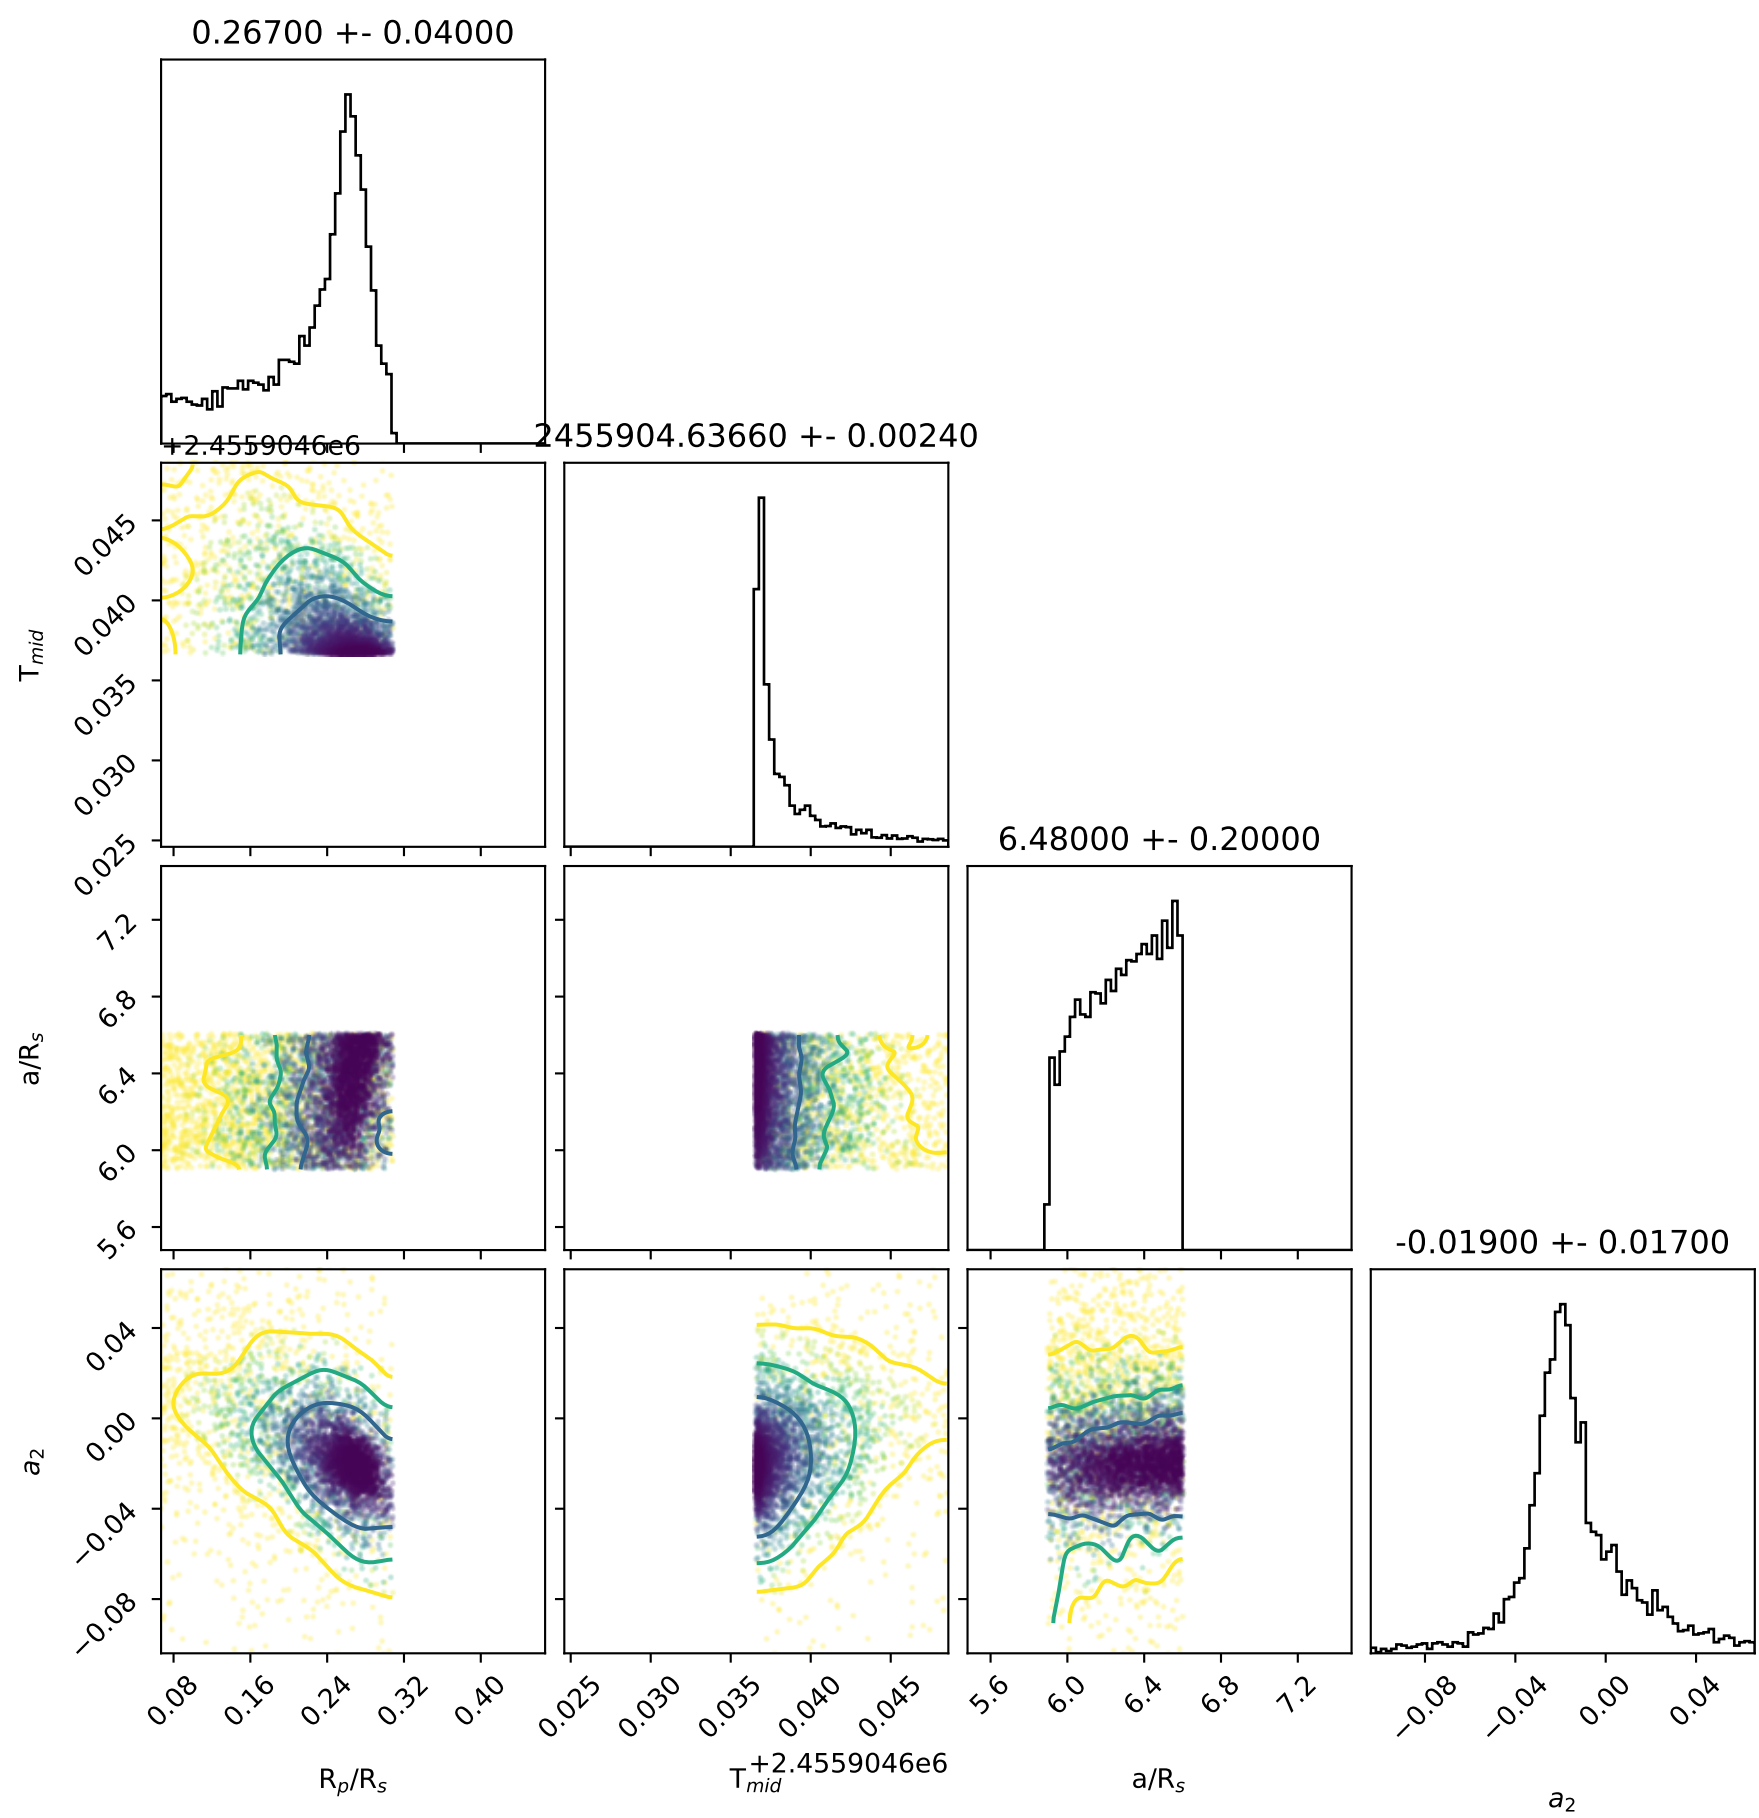 0.26700 +- 0.04000
+2.4559046e6
2455904.63660 +- 0.00240
0.045
0.040
0.035
0.030
0.025
T_mid
6.48000 +- 0.20000
7.2
6.8
6.4
6.0
5.6
a/R_s
-0.01900 +- 0.01700
0.04
0.00
−0.04
−0.08
a_2
0.08 0.16 0.24 0.32 0.40
0.025 0.030 0.035 0.040 0.045
5.6 6.0 6.4 6.8 7.2
−0.08 −0.04 0.00 0.04
+2.4559046e6
R_p/R_s
T_mid
a/R_s
a_2